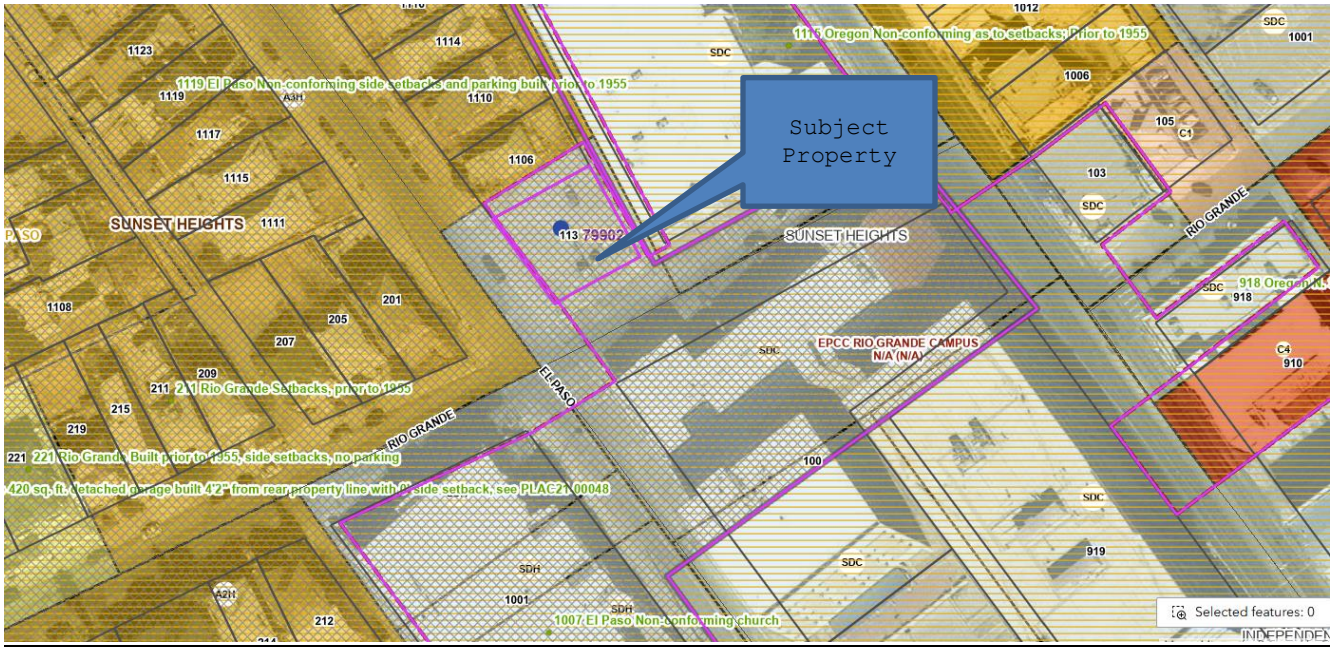 1116
1012
SDC
1001
1123
1114
SDC
1115 Oregon Non-conforming as to setbacks; Prior to 1955
1006
1119 El Paso Non-conforming side setbacks and parking built prior to 1955
1119
A3H
1110
105
C1
Subject
Property
1117
1106
103
1115
SDC
SUNSET HEIGHTS
1111
RIO GRANDE
113
79902
SUNSET HEIGHTS
PASO
918 Oregon N,
SDC
918
201
1108
205
207
SDC
EPCC RIO GRANDE CAMPUS
N/A (N/A)
C4
910
209
211
211 Rio Grande Setbacks, prior to 1955
EL PASO
215
219
RIO GRANDE
221
221 Rio Grande Built prior to 1955, side setbacks, no parking
100
420 sq. ft. detached garage built 4'2" from rear property line with 0' side setback, see PLAC21-00048
SDC
919
SDH
SDC
A2H
1001
SDH
212
1007 El Paso Non-conforming church
Selected features: 0
214
INDEPENDEN